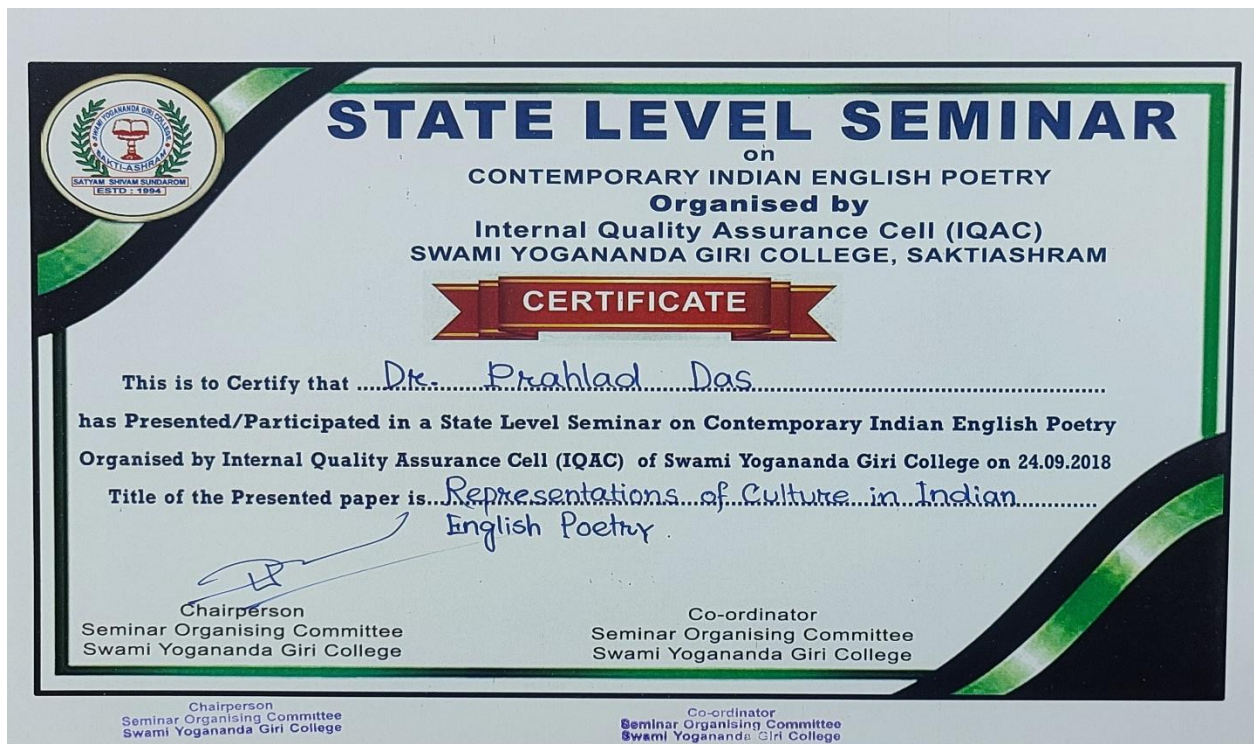 SWAMI YOGANANDA GIRI COLLEGE
SAKTI-ASHRAM
SATYAM SHIVAM SUNDAROM
ESTD : 1994
STATE LEVEL SEMINAR
on
CONTEMPORARY INDIAN ENGLISH POETRY
Organised by
Internal Quality Assurance Cell (IQAC)
SWAMI YOGANANDA GIRI COLLEGE, SAKTIASHRAM
CERTIFICATE
This is to Certify that ....Dr. Prahlad Das....
has Presented/Participated in a State Level Seminar on Contemporary Indian English Poetry
Organised by Internal Quality Assurance Cell (IQAC) of Swami Yogananda Giri College on 24.09.2018
Title of the Presented paper is...Representations of Culture in Indian....
English Poetry.
Chairperson
Seminar Organising Committee
Swami Yogananda Giri College
Co-ordinator
Seminar Organising Committee
Swami Yogananda Giri College
Chairperson
Seminar Organising Committee
Swami Yogananda Giri College
Co-ordinator
Seminar Organising Committee
Swami Yogananda Giri College